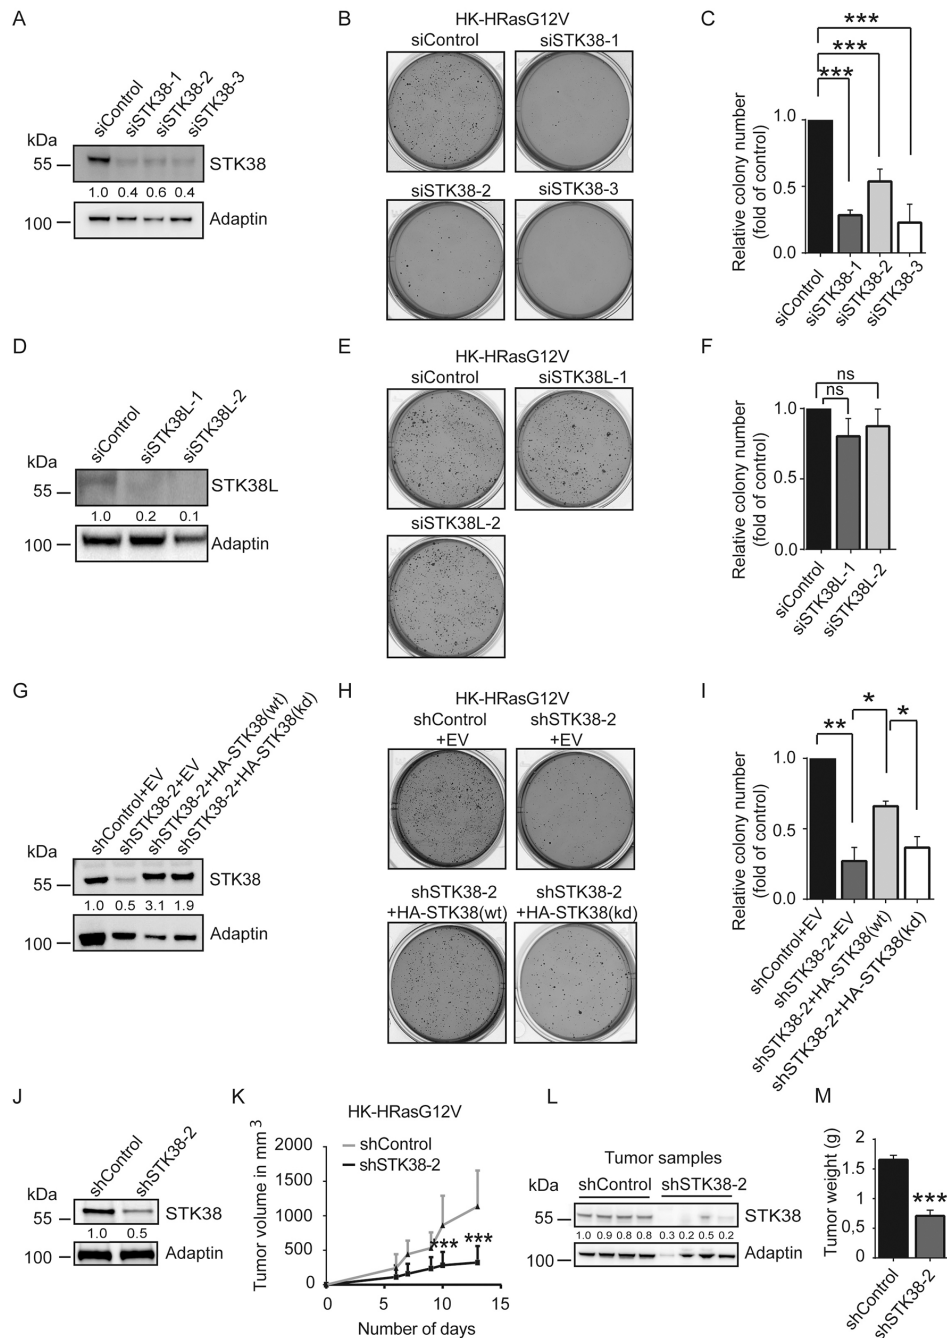 A
siControl
siSTK38-1
siSTK38-2
siSTK38-3
kDa
55
STK38
1.0 0.4 0.6 0.4
100
Adaptin
B
HK-HRasG12V
siControl siSTK38-1
siSTK38-2 siSTK38-3
C
*** 
***
***
Relative colony number
(fold of control)
1.0
0.5
0.0
siControl
siSTK38-1
siSTK38-2
siSTK38-3
D
siControl
siSTK38L-1
siSTK38L-2
kDa
55
STK38L
1.0 0.2 0.1
100
Adaptin
E
HK-HRasG12V
siControl siSTK38L-1
siSTK38L-2
F
ns
ns
Relative colony number
(fold of control)
1.0
0.5
0.0
siControl
siSTK38L-1
siSTK38L-2
G
shControl+EV
shSTK38-2+EV
shSTK38-2+HA-STK38(wt)
shSTK38-2+HA-STK38(kd)
kDa
55
STK38
1.0 0.5 3.1 1.9
100
Adaptin
H
HK-HRasG12V
shControl shSTK38-2
+EV +EV
shSTK38-2 shSTK38-2
+HA-STK38(wt) +HA-STK38(kd)
I
*
** *
Relative colony number
(fold of control)
1.0
0.5
0.0
shControl+EV
shSTK38-2+EV
shSTK38-2+HA-STK38(wt)
shSTK38-2+HA-STK38(kd)
J
shControl
shSTK38-2
kDa
55
STK38
1.0 0.5
100
Adaptin
K
HK-HRasG12V
shControl
shSTK38-2
Tumor volume in mm3
2000
1500
1000
500
0
*** ***
0 5 10 15
Number of days
L
Tumor samples
kDa shControl shSTK38-2
55
STK38
1.0 0.9 0.8 0.8 0.3 0.2 0.5 0.2
100
Adaptin
M
Tumor weight (g)
2
1.5
1
0,5
0
***
shControl
shSTK38-2